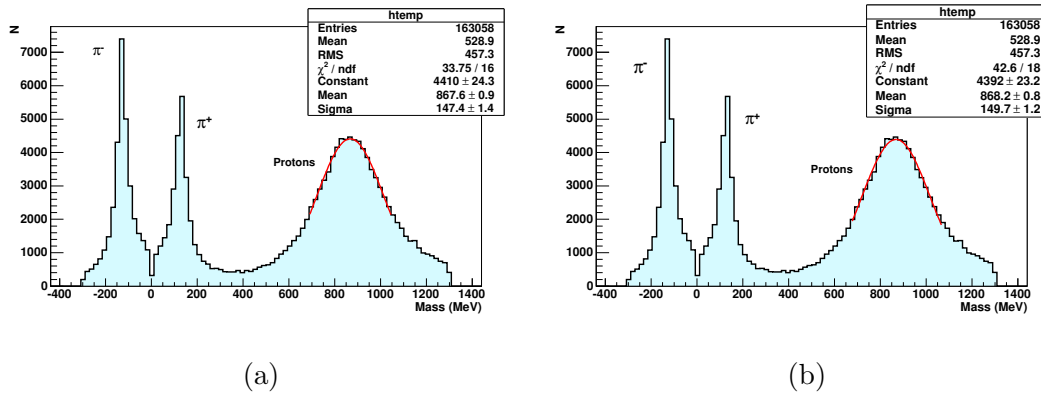 htemp
Entries 163058
Mean 528.9
RMS 457.3
χ² / ndf 33.75 / 16
Constant 4410 ± 24.3
Mean 867.6 ± 0.9
Sigma 147.4 ± 1.4
N
7000
6000
5000
4000
3000
2000
1000
0
π-
π+
Protons
-400 -200 0 200 400 600 800 1000 1200 1400
Mass (MeV)
(a)
htemp
Entries 163058
Mean 528.9
RMS 457.3
χ² / ndf 42.6 / 18
Constant 4392 ± 23.2
Mean 868.2 ± 0.8
Sigma 149.7 ± 1.2
N
7000
6000
5000
4000
3000
2000
1000
0
π-
π+
Protons
-400 -200 0 200 400 600 800 1000 1200 1400
Mass (MeV)
(b)